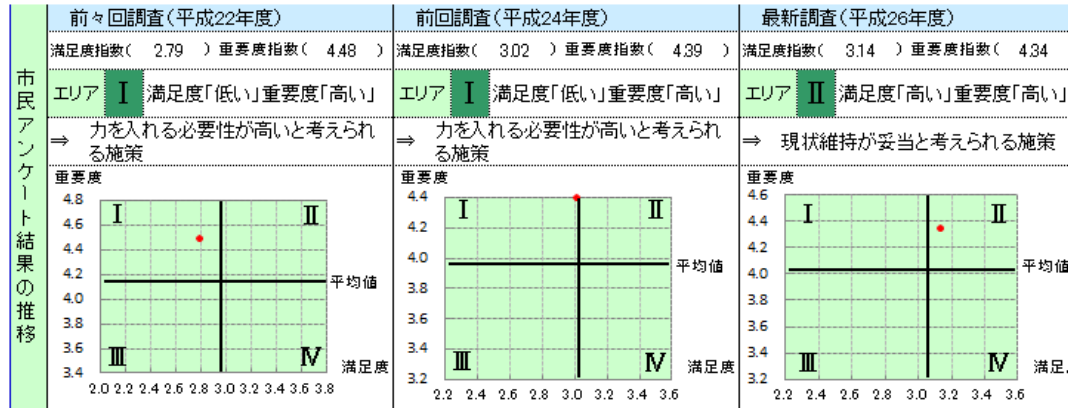 市民アンケート結果の推移
前々回調査(平成22年度)
満足度指数( 2.79 ) 重要度指数( 4.48 )
エリア Ⅰ 満足度「低い」重要度「高い」
⇒ 力を入れる必要性が高いと考えられ
る施策
重要度
4.8
4.6
4.4
4.2
4.0
3.8
3.6
3.4
Ⅰ Ⅱ
平均値
Ⅲ Ⅳ
満足度
2.0 2.2 2.4 2.6 2.8 3.0 3.2 3.4 3.6 3.8
前回調査(平成24年度)
満足度指数( 3.02 ) 重要度指数( 4.39 )
エリア Ⅰ 満足度「低い」重要度「高い」
⇒ 力を入れる必要性が高いと考えられ
る施策
重要度
4.4
4.2
4.0
3.8
3.6
3.4
3.2
Ⅰ Ⅱ
平均値
Ⅲ Ⅳ
満足度
2.2 2.4 2.6 2.8 3.0 3.2 3.4 3.6
最新調査(平成26年度)
満足度指数( 3.14 ) 重要度指数( 4.34
エリア Ⅱ 満足度「高い」重要度「高い」
⇒ 現状維持が妥当と考えられる施策
重要度
4.6
4.4
4.2
4.0
3.8
3.6
3.4
3.2
Ⅰ Ⅱ
平均値
Ⅲ Ⅳ
満足
2.2 2.4 2.6 2.8 3.0 3.2 3.4 3.6